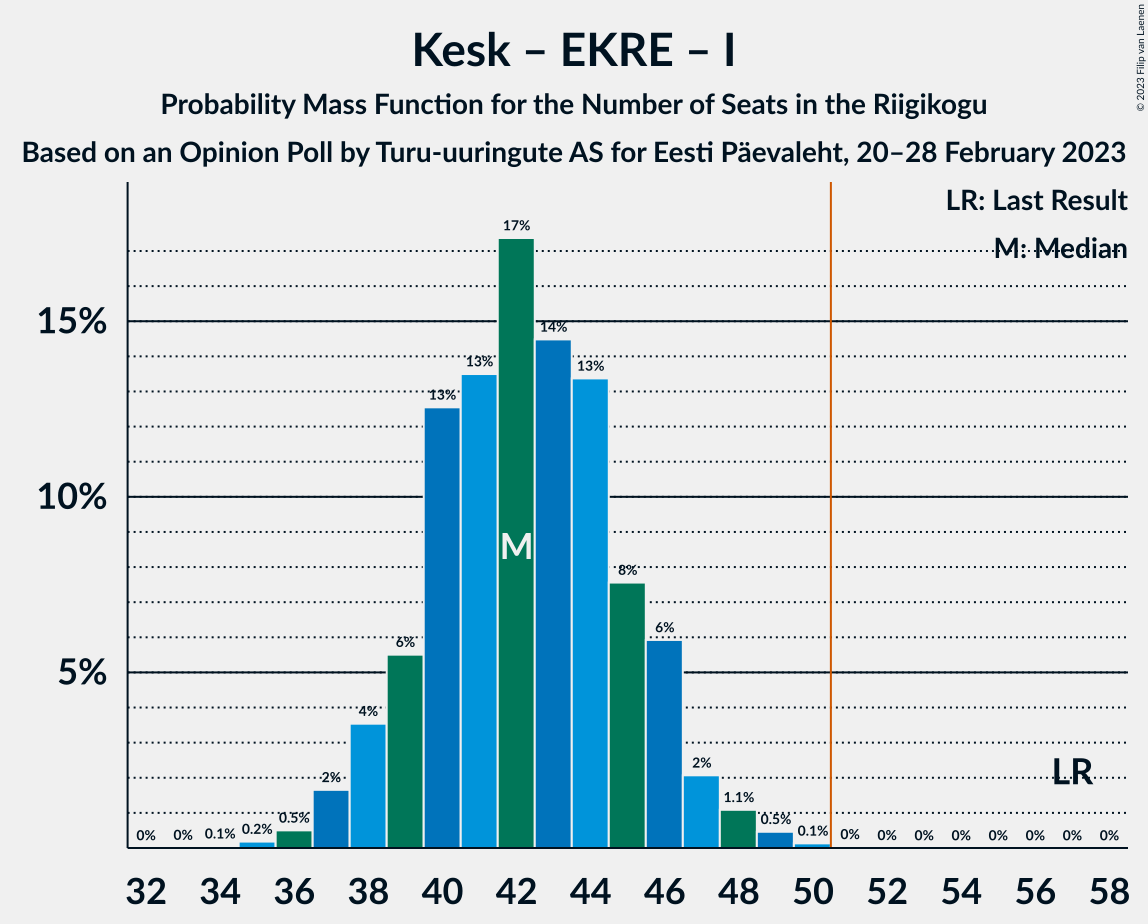 Kesk – EKRE – I
Probability Mass Function for the Number of Seats in the Riigikogu
Based on an Opinion Poll by Turu-uuringute AS for Eesti Päevaleht, 20–28 February 2023
© 2023 Filip van Laenen
LR: Last Result
M: Median
15%
10%
5%
0% 0% 0.1% 0.2% 0.5% 2% 4% 6% 13% 13% 17% 14% 13% 8% 6% 2% 1.1% 0.5% 0.1% 0% 0% 0% 0% 0% 0% 0% 0%
M
LR
32 34 36 38 40 42 44 46 48 50 52 54 56 58